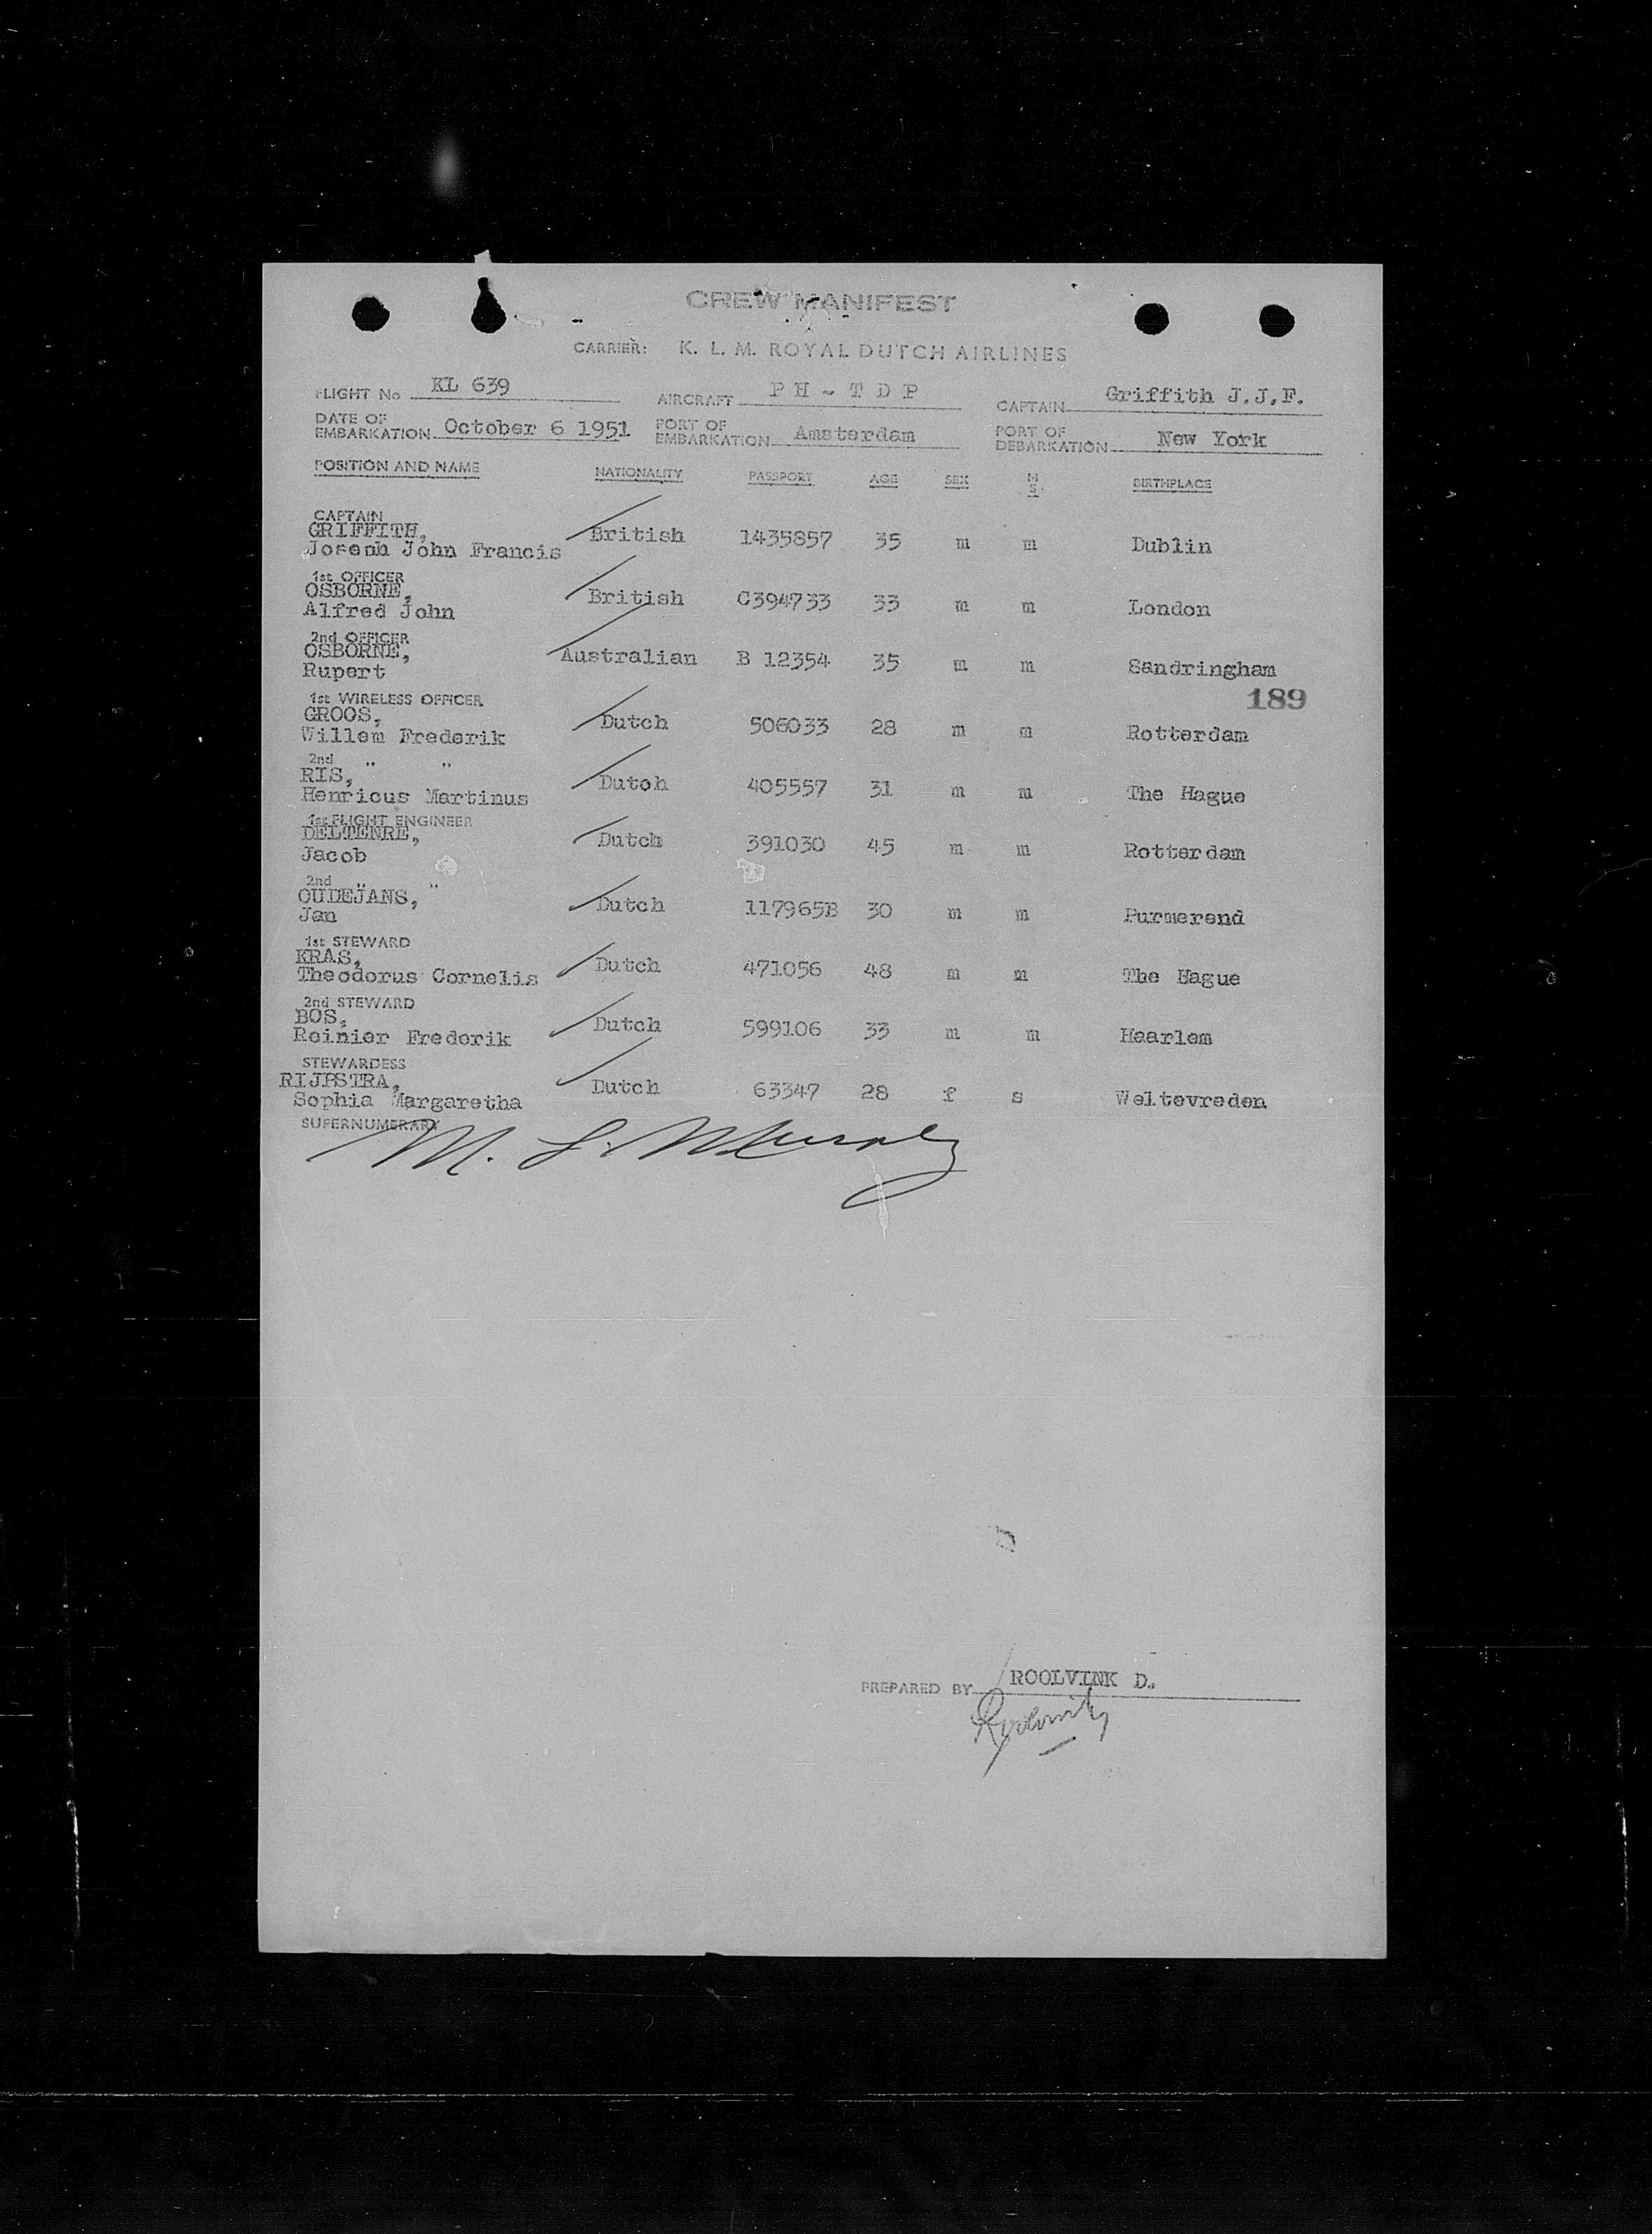 CREW MANIFEST
CARRIER: K. L. M. ROYAL DUTCH AIRLINES
FLIGHT No KL 639 AIRCRAFT P H - T D P CAPTAIN Griffith J.J.F.
DATE OF EMBARKATION October 6 1951 PORT OF EMBARKATION Amsterdam PORT OF DEBARKATION New York
POSITION AND NAME NATIONALITY PASSPORT AGE SEX M S. BIRTHPLACE
CAPTAIN
GRIFFITH, British 1435857 35 m m Dublin
Joseph John Francis
1st OFFICER
OSBORNE, British C394733 33 m m London
Alfred John
2nd OFFICER
OSBORNE, Australian B 12354 35 m m Sandringham
Rupert
189
1st WIRELESS OFFICER
GROOS, Dutch 506033 28 m m Rotterdam
Willem Frederik
2nd " "
RIS, Dutch 405557 31 m m The Hague
Henricus Martinus
1st FLIGHT ENGINEER
DELTENRE, Dutch 391030 45 m m Rotterdam
Jacob
2nd " "
OUDEJANS, Dutch 117965B 30 m m Purmerend
Jan
1st STEWARD
KRAS, Dutch 471056 48 m m The Hague
Theodorus Cornelis
2nd STEWARD
BOS, Dutch 599106 33 m m Haarlem
Reinier Frederik
STEWARDESS
RIJPSTRA, Dutch 63347 28 f s Weltevreden
Sophia Margaretha
SUPERNUMERARY
M. L. Murphy
PREPARED BY ROOLVINK D.
Roolvink